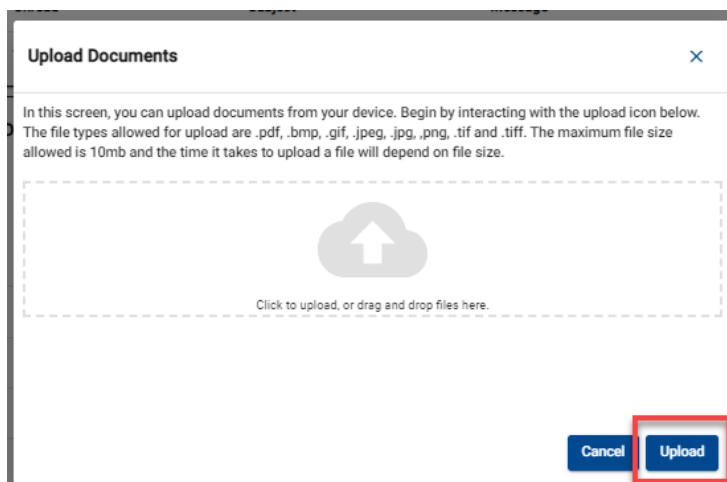 Upload Documents
In this screen, you can upload documents from your device. Begin by interacting with the upload icon below.
The file types allowed for upload are .pdf, .bmp, .gif, .jpeg, .jpg, ,png, .tif and .tiff. The maximum file size
allowed is 10mb and the time it takes to upload a file will depend on file size.
Click to upload, or drag and drop files here.
Cancel Upload